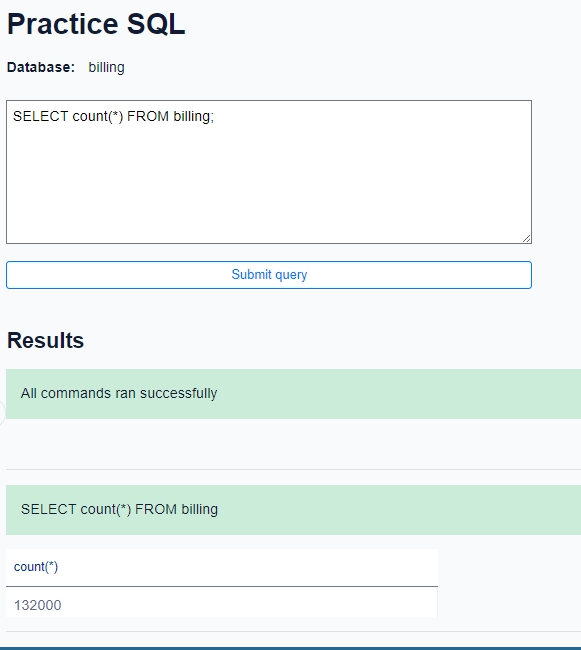 Practice SQL
Database: billing
SELECT count(*) FROM billing;
Submit query
Results
All commands ran successfully
SELECT count(*) FROM billing
count(*)
132000